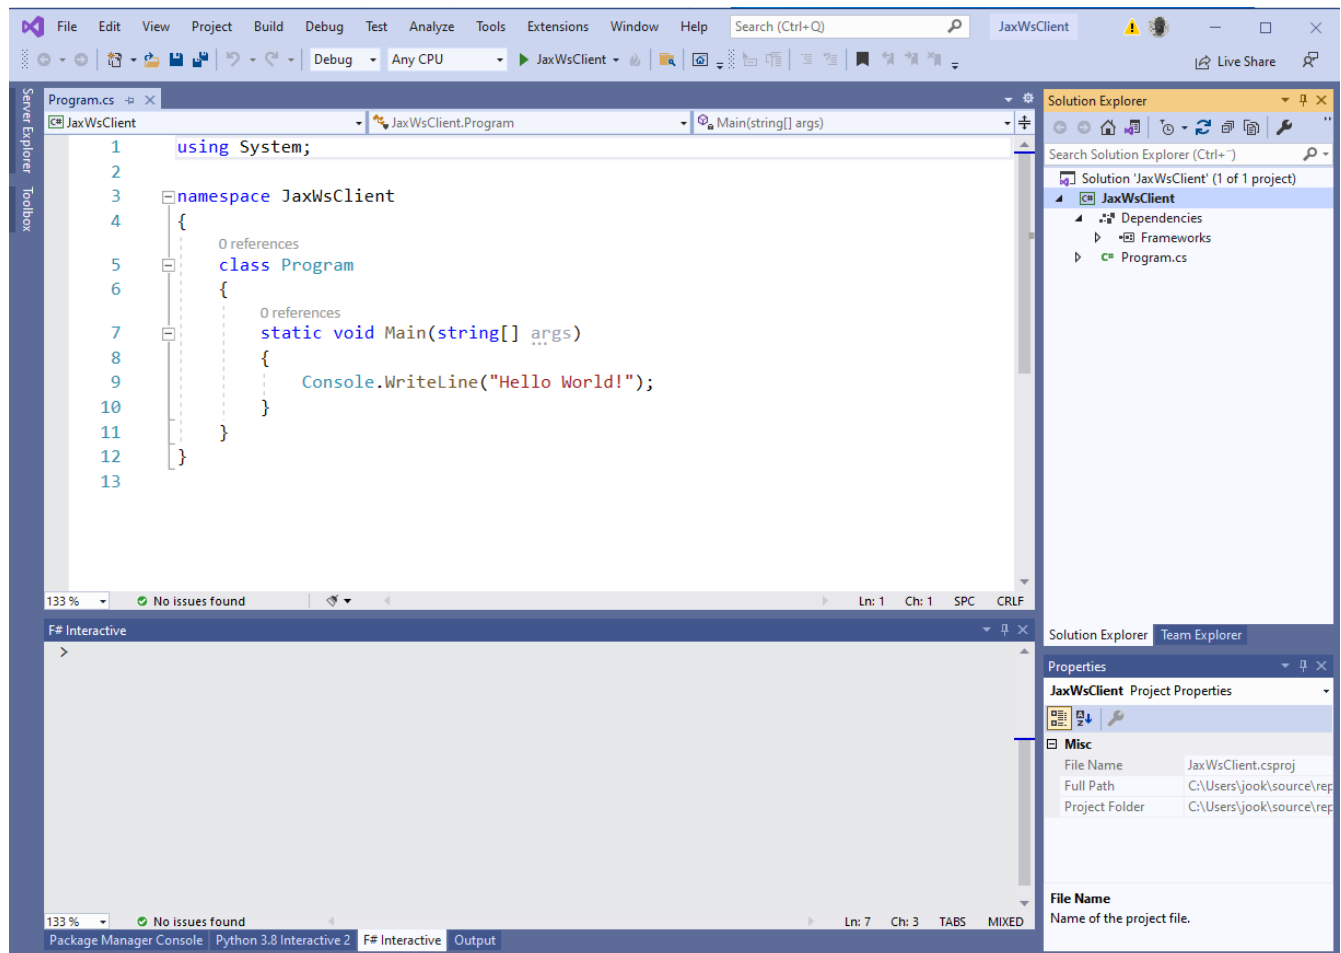 File Edit View Project Build Debug Test Analyze Tools Extensions Window Help Search (Ctrl+Q) JaxWsClient
Debug Any CPU JaxWsClient Live Share
Server Explorer
Toolbox
Program.cs
C# JaxWsClient JaxWsClient.Program Main(string[] args)
1 using System;
2
3 namespace JaxWsClient
4 {
0 references
5 class Program
6 {
0 references
7 static void Main(string[] args)
8 {
9 Console.WriteLine("Hello World!");
10 }
11 }
12 }
13
133 % No issues found Ln: 1 Ch: 1 SPC CRLF
F# Interactive
>
133 % No issues found Ln: 7 Ch: 3 TABS MIXED
Package Manager Console Python 3.8 Interactive 2 F# Interactive Output
Solution Explorer
Search Solution Explorer (Ctrl+¨)
Solution 'JaxWsClient' (1 of 1 project)
C# JaxWsClient
Dependencies
Frameworks
C# Program.cs
Solution Explorer Team Explorer
Properties
JaxWsClient Project Properties
Misc
File Name JaxWsClient.csproj
Full Path C:\Users\jook\source\rep
Project Folder C:\Users\jook\source\rep
File Name
Name of the project file.